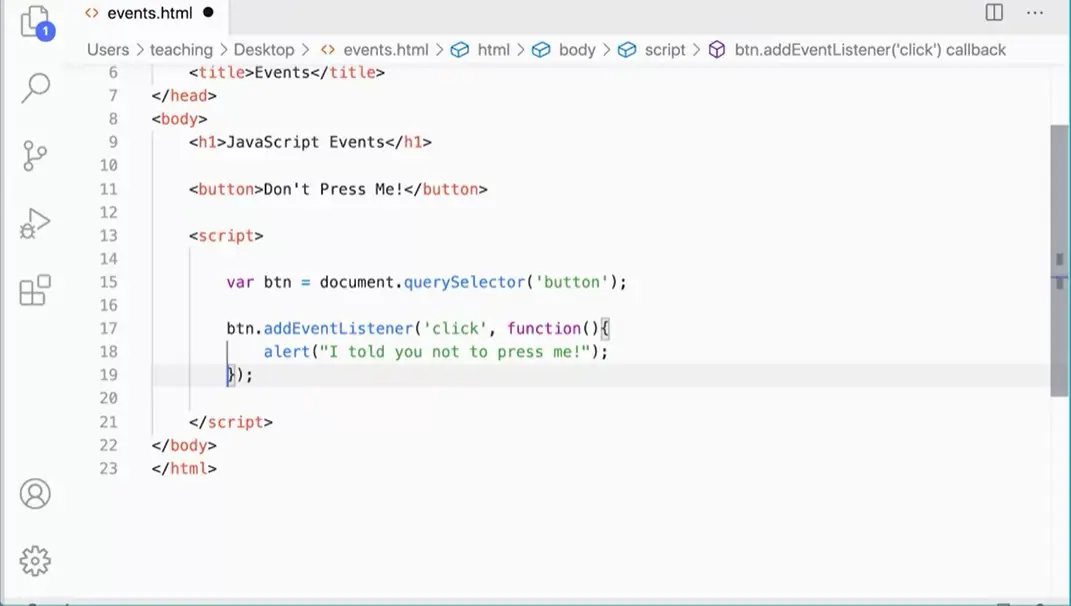 events.html
1
Users > teaching > Desktop > events.html > html > body > script > btn.addEventListener('click') callback
6 <title>Events</title>
7 </head>
8 <body>
9 <h1>JavaScript Events</h1>
10
11 <button>Don't Press Me!</button>
12
13 <script>
14
15 var btn = document.querySelector('button');
16
17 btn.addEventListener('click', function(){
18 alert("I told you not to press me!");
19 });
20
21 </script>
22 </body>
23 </html>